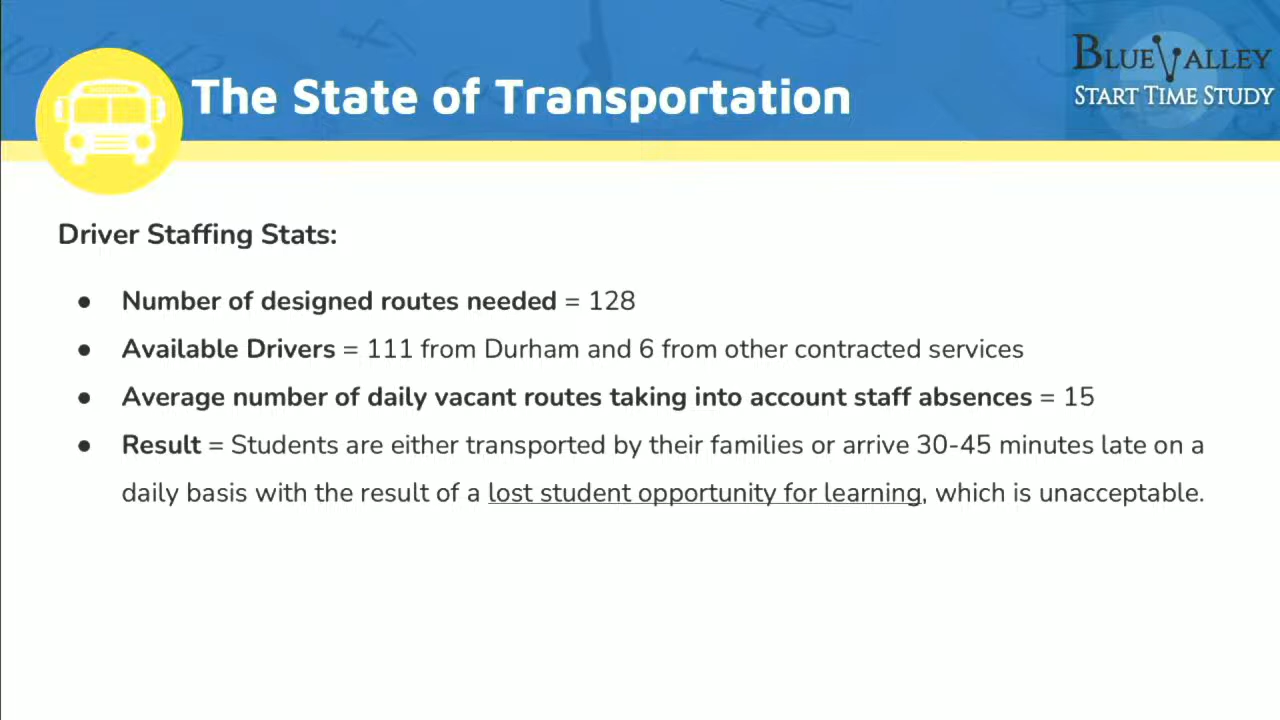 BLUE VALLEY
START TIME STUDY
The State of Transportation
Driver Staffing Stats:
● Number of designed routes needed = 128
● Available Drivers = 111 from Durham and 6 from other contracted services
● Average number of daily vacant routes taking into account staff absences = 15
● Result = Students are either transported by their families or arrive 30-45 minutes late on a
daily basis with the result of a lost student opportunity for learning, which is unacceptable.